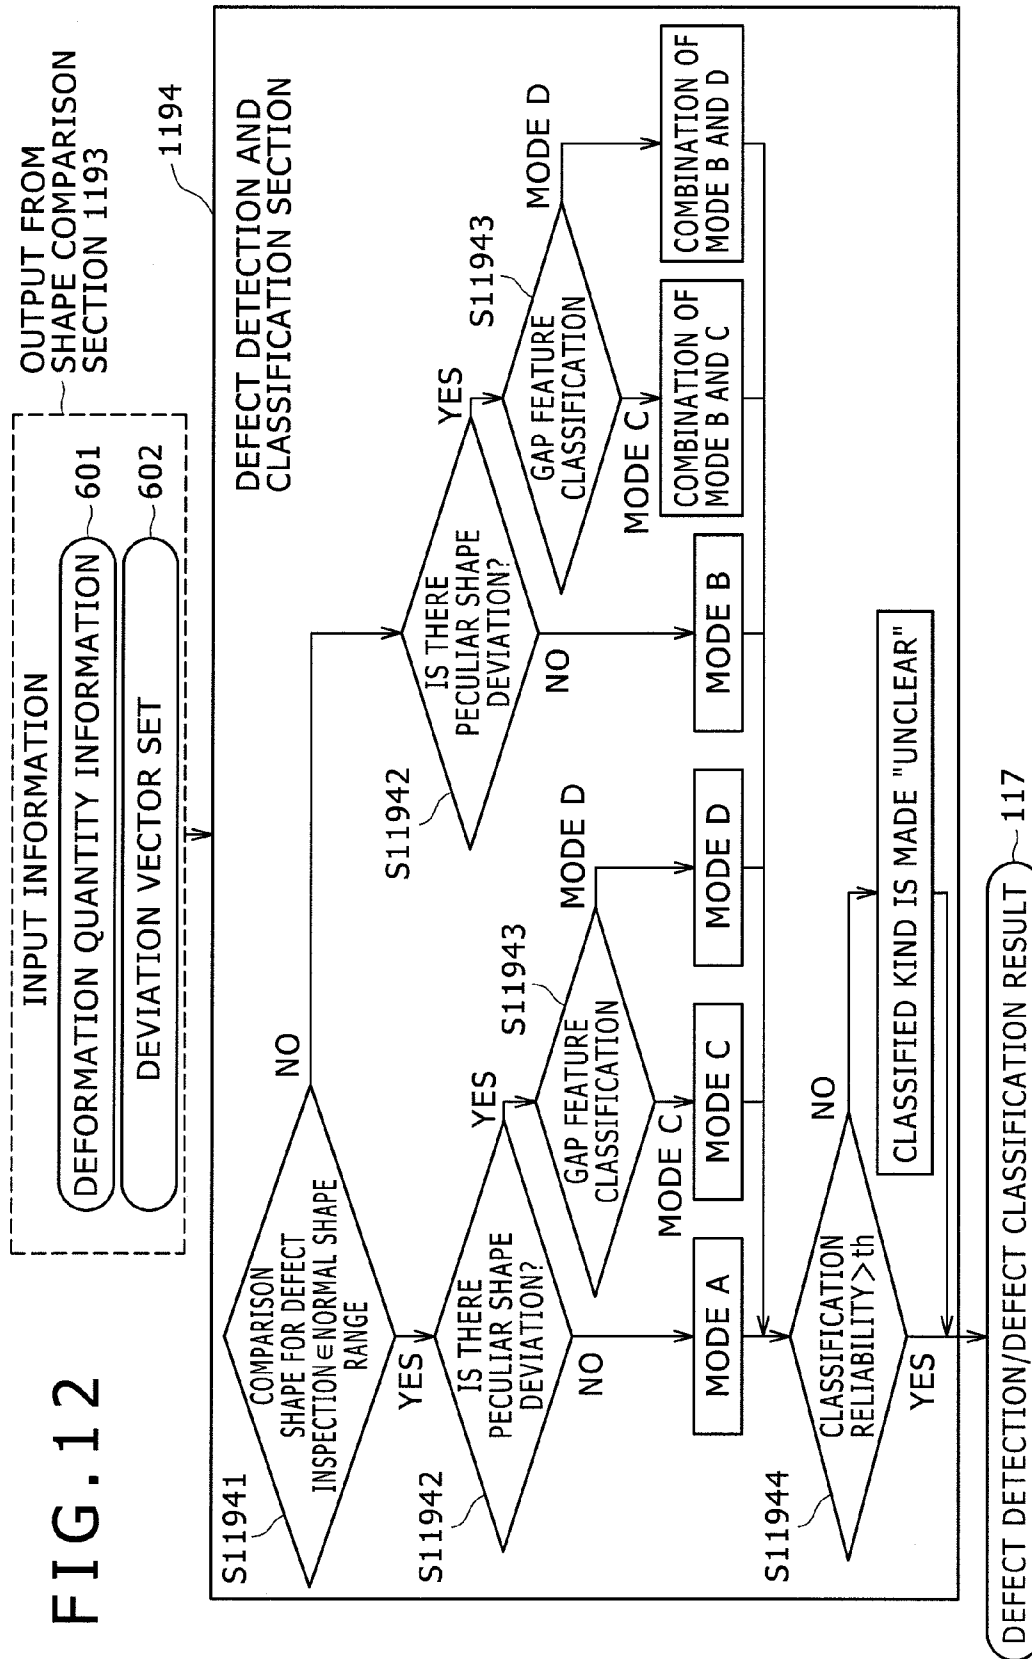 FIG.12
INPUT INFORMATION
DEFORMATION QUANTITY INFORMATION
601
DEVIATION VECTOR SET
602
OUTPUT FROM
SHAPE COMPARISON
SECTION 1193
1194
DEFECT DETECTION AND
CLASSIFICATION SECTION
S11941
COMPARISON
SHAPE FOR DEFECT
INSPECTION∈NORMAL SHAPE
RANGE
NO
YES
S11942
IS THERE
PECULIAR SHAPE
DEVIATION?
YES
NO
S11943
GAP FEATURE
CLASSIFICATION
MODE D
MODE C
S11942
IS THERE
PECULIAR SHAPE
DEVIATION?
YES
NO
S11943
GAP FEATURE
CLASSIFICATION
MODE D
MODE C
MODE A
MODE C
MODE D
MODE B
COMBINATION OF
MODE B AND C
COMBINATION OF
MODE B AND D
S11944
CLASSIFICATION
RELIABILITY>th
NO
YES
CLASSIFIED KIND IS MADE "UNCLEAR"
DEFECT DETECTION/DEFECT CLASSIFICATION RESULT
117